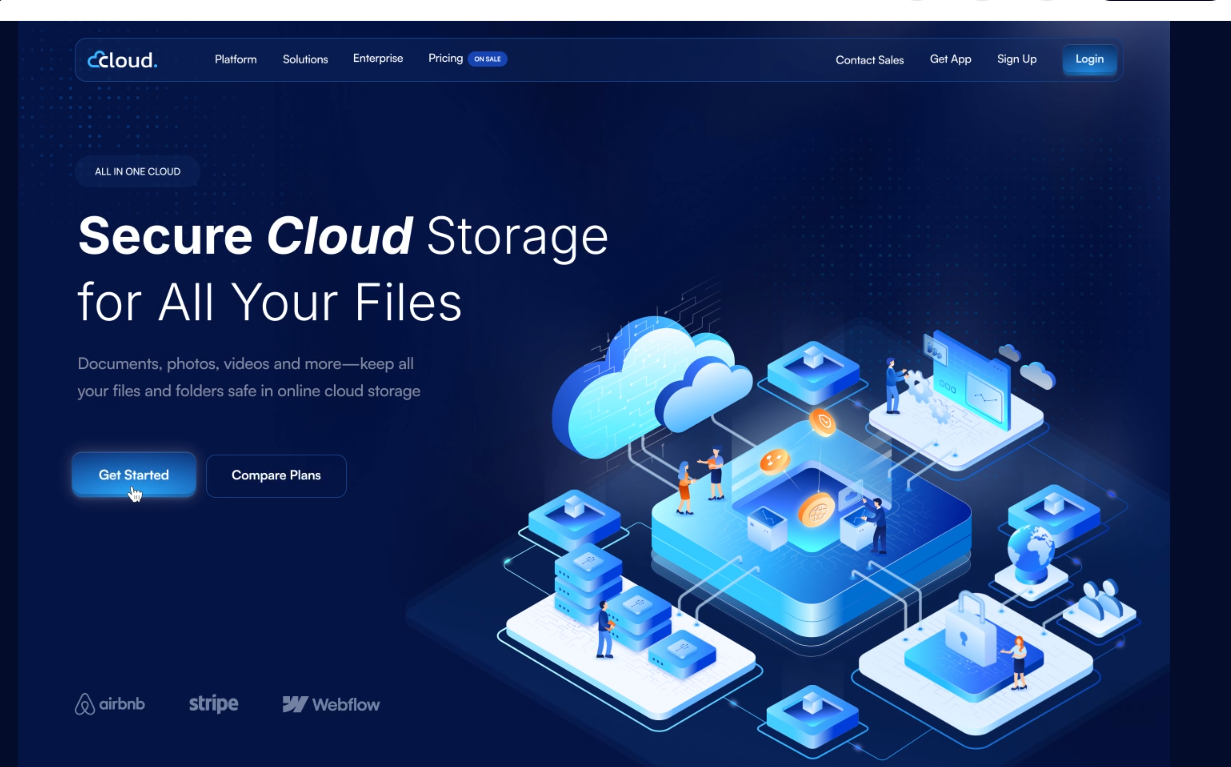 cloud.
Platform
Solutions
Enterprise
Pricing
ON SALE
Contact Sales
Get App
Sign Up
Login
ALL IN ONE CLOUD
Secure Cloud Storage
for All Your Files
Documents, photos, videos and more—keep all
your files and folders safe in online cloud storage
Get Started
Compare Plans
airbnb
stripe
Webflow